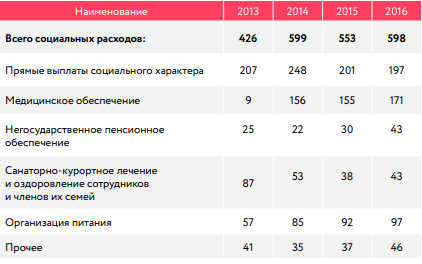 Наименование 2013 2014 2015 2016
Всего социальных расходов: 426 599 553 598
Прямые выплаты социального характера 207 248 201 197
Медицинское обеспечение 9 156 155 171
Негосударственное пенсионное
обеспечение 25 22 30 43
Санаторно-курортное лечение
и оздоровление сотрудников
и членов их семей 87 53 38 43
Организация питания 57 85 92 97
Прочее 41 35 37 46